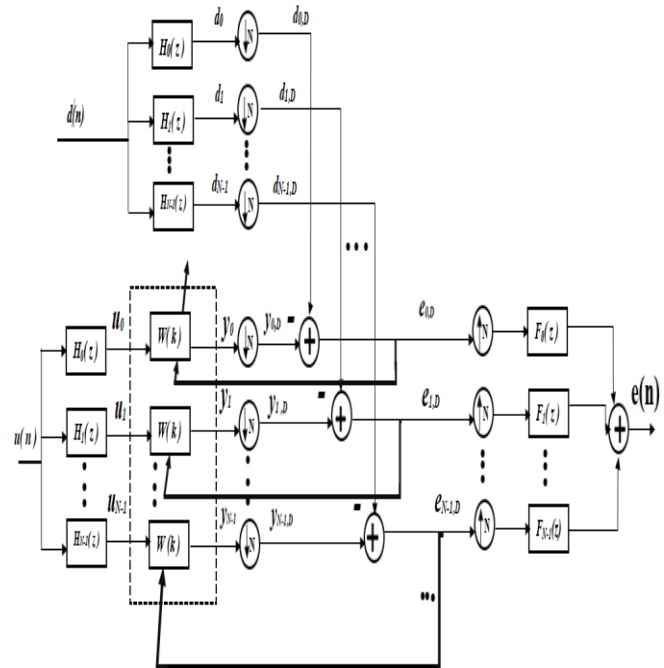 d₀ d₀,D
H₀(z) ↓N
d(n) d₁ d₁,D
H₁(z) ↓N
dN-1 dN-1,D
HN-1(z) ↓N
u₀ W(k) y₀ y₀,D - e₀,D
u(n) H₀(z) ↓N + ↑N F₀(z)
u₁ W(k) y₁ y₁,D - e₁,D e(n)
H₁(z) ↓N + ↑N F₁(z) +
uN-1 W(k) yN-1 yN-1,D - eN-1,D
HN-1(z) ↓N + ↑N FN-1(z)